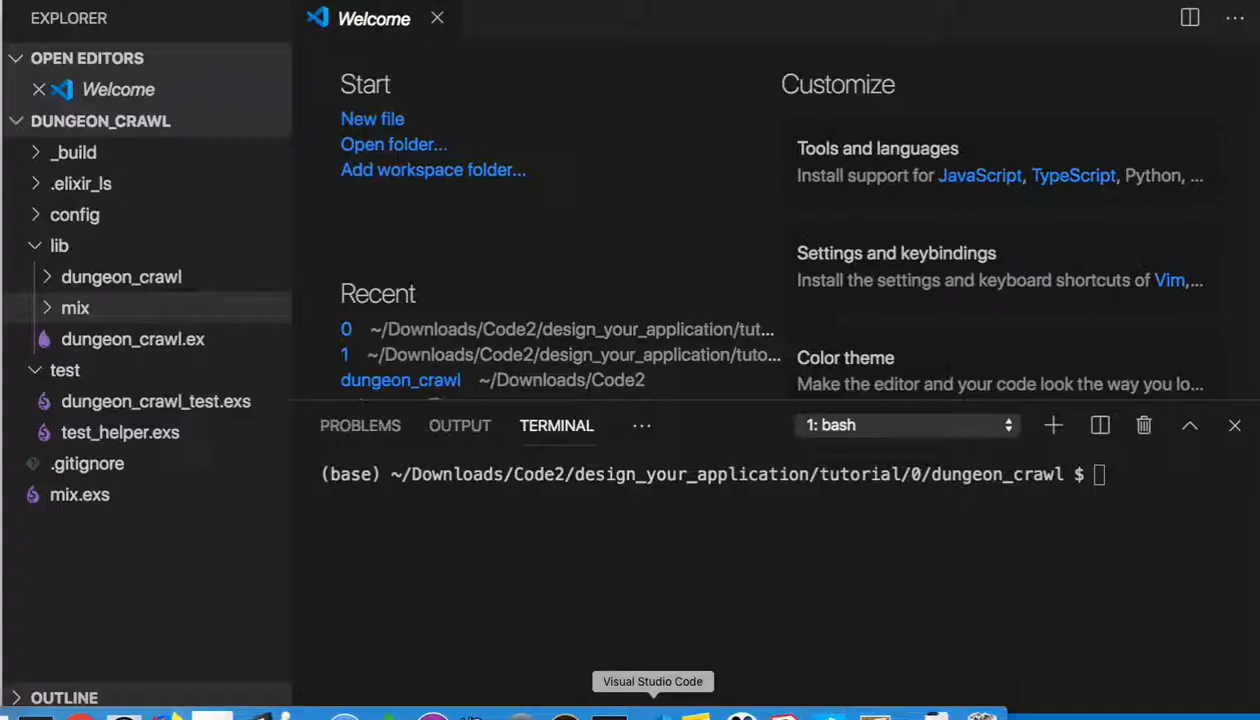 EXPLORER
OPEN EDITORS
Welcome
DUNGEON_CRAWL
_build
.elixir_ls
config
lib
dungeon_crawl
mix
dungeon_crawl.ex
test
dungeon_crawl_test.exs
test_helper.exs
.gitignore
mix.exs
OUTLINE
Welcome
Start
New file
Open folder...
Add workspace folder...
Recent
0 ~/Downloads/Code2/design_your_application/tut...
1 ~/Downloads/Code2/design_your_application/tuto...
dungeon_crawl ~/Downloads/Code2
Customize
Tools and languages
Install support for JavaScript, TypeScript, Python, ...
Settings and keybindings
Install the settings and keyboard shortcuts of Vim,...
Color theme
Make the editor and your code look the way you lo...
PROBLEMS OUTPUT TERMINAL ... 1: bash
(base) ~/Downloads/Code2/design_your_application/tutorial/0/dungeon_crawl $
Visual Studio Code